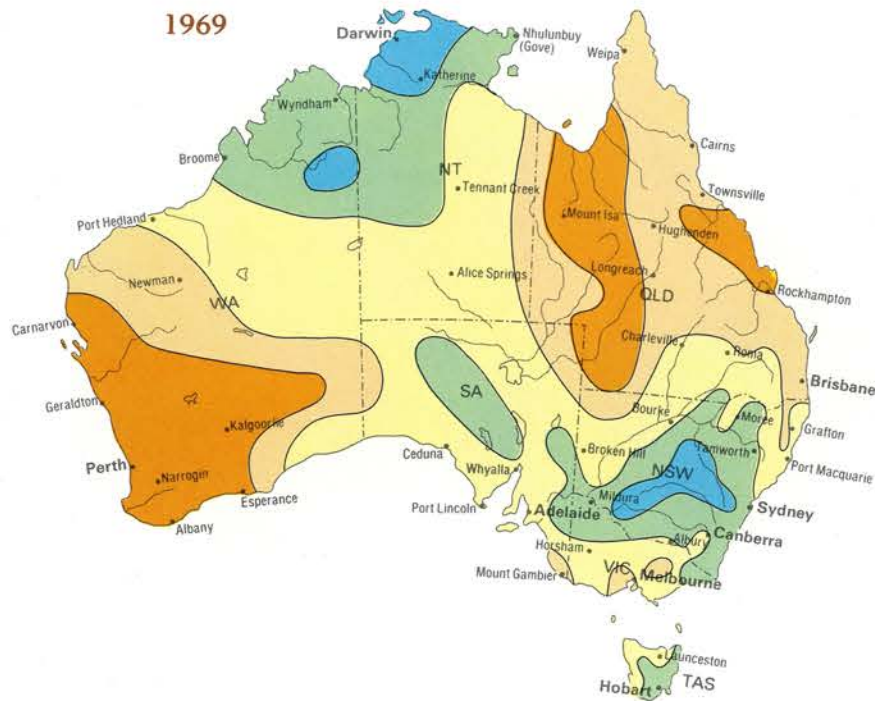 1969
Darwin
Nhulunbuy
(Gove)
Weipa
Katherine
Wyndham
Cairns
Broome
NT
Tennant Creek
Townsville
Port Hedland
Mount Isa
Hughenden
Newman
WA
Alice Springs
Longreach
QLD
Rockhampton
Carnarvon
Charleville
Roma
Geraldton
SA
Brisbane
Bourke
Moree
Kalgoorlie
Grafton
Perth
Ceduna
Broken Hill
Tamworth
Whyalla
NSW
Port Macquarie
Narrogin
Esperance
Port Lincoln
Mildura
Adelaide
Sydney
Albany
Canberra
Albury
Horsham
VIC
Mount Gambier
Melbourne
Launceston
Hobart
TAS